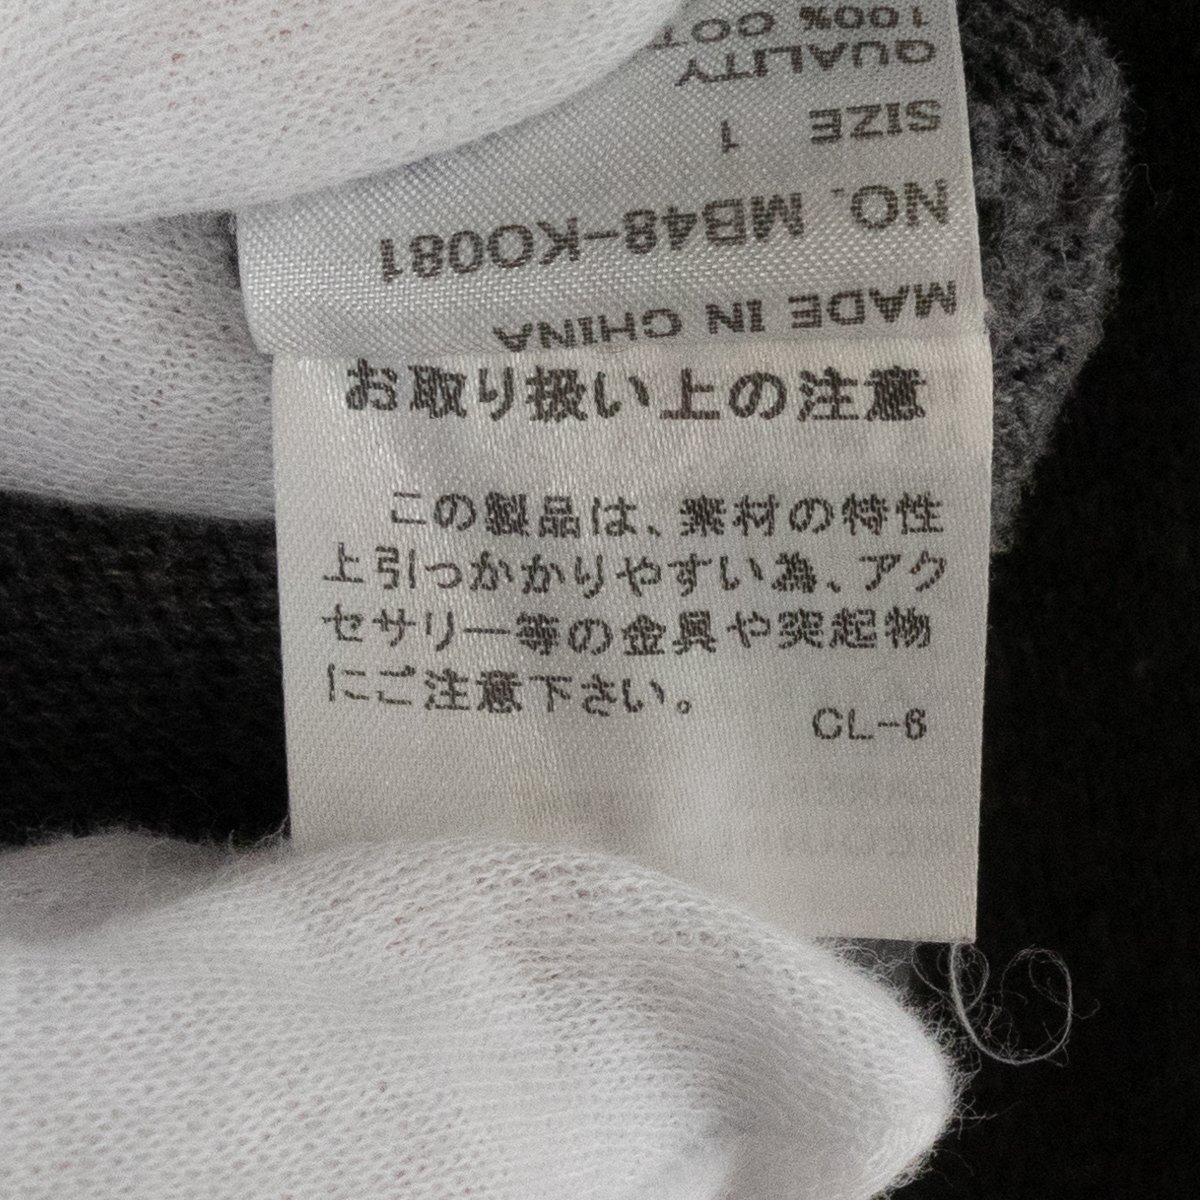 MADE IN CHINA
NO. MB48-KO081
SIZE 1
QUALITY
100%
お取り扱い上の注意
この製品は、素材の特性
上引っかかりやすい為、アク
セサリー等の金具や突起物
にご注意下さい。
CL-6